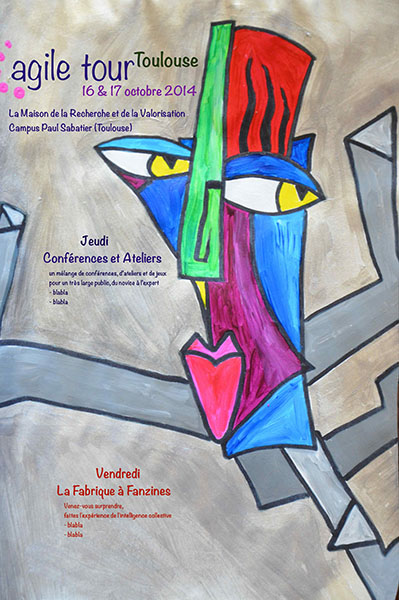 agile tour Toulouse
16 & 17 octobre 2014
La Maison de la Recherche et de la Valorisation
Campus Paul Sabatier (Toulouse)
Jeudi
Conférences et Ateliers
un mélange de conférences, d'ateliers et de jeux
pour un très large public, du novice à l'expert
- blabla
- blabla
Vendredi
La Fabrique à Fanzines
Venez-vous surprendre,
faites l'expérience de l'intelligence collective
- blabla
- blabla